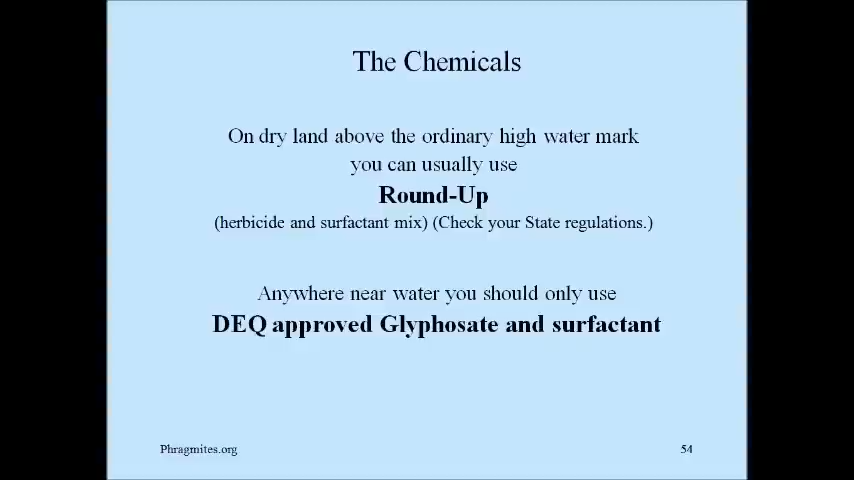 The Chemicals
On dry land above the ordinary high water mark
you can usually use
Round-Up
(herbicide and surfactant mix) (Check your State regulations.)
Anywhere near water you should only use
DEQ approved Glyphosate and surfactant
Phragmites.org
54